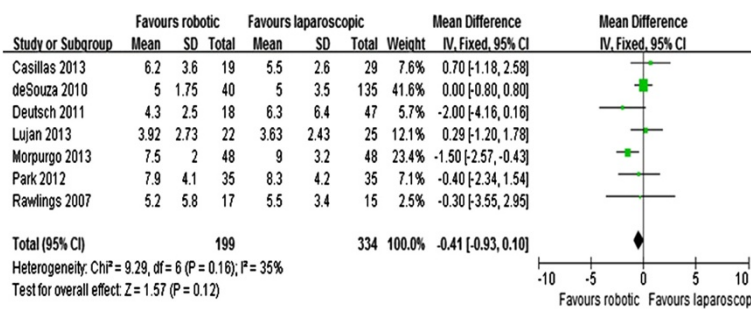 Favours robotic Favours laparoscopic Mean Difference Mean Difference
Study or Subgroup Mean SD Total Mean SD Total Weight IV, Fixed, 95% CI IV, Fixed, 95% CI
Casillas 2013 6.2 3.6 19 5.5 2.6 29 7.6% 0.70 [-1.18, 2.58]
deSouza 2010 5 1.75 40 5 3.5 135 41.6% 0.00 [-0.80, 0.80]
Deutsch 2011 4.3 2.5 18 6.3 6.4 47 5.7% -2.00 [-4.16, 0.16]
Lujan 2013 3.92 2.73 22 3.63 2.43 25 12.1% 0.29 [-1.20, 1.78]
Morpurgo 2013 7.5 2 48 9 3.2 48 23.4% -1.50 [-2.57, -0.43]
Park 2012 7.9 4.1 35 8.3 4.2 35 7.1% -0.40 [-2.34, 1.54]
Rawlings 2007 5.2 5.8 17 5.5 3.4 15 2.5% -0.30 [-3.55, 2.95]
Total (95% CI) 199 334 100.0% -0.41 [-0.93, 0.10]
Heterogeneity: Chi² = 9.29, df = 6 (P = 0.16); I² = 35%
Test for overall effect: Z = 1.57 (P = 0.12)
-10 -5 0 5 10
Favours robotic Favours laparoscop